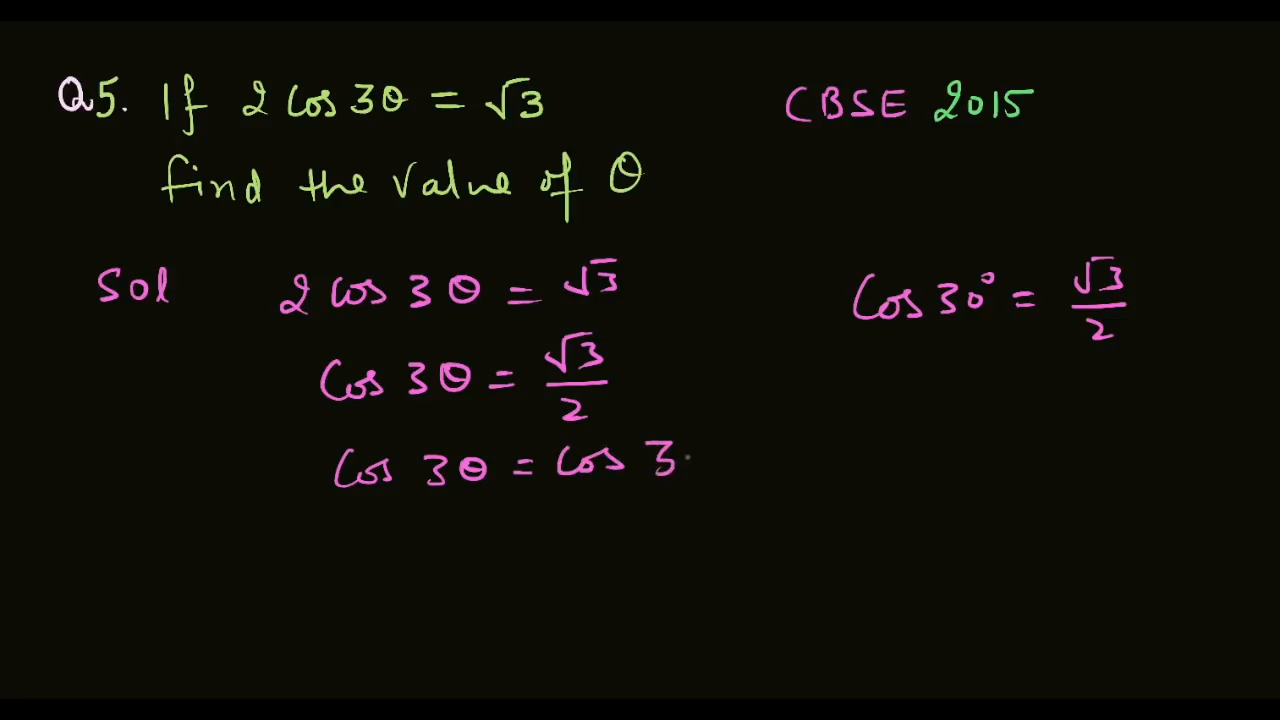 Q5. If 2 cos 3θ = √3 CBSE 2015
find the value of θ
Sol 2 cos 3θ = √3 Cos 30° = √3/2
Cos 3θ = √3/2
Cos 3θ = Cos 3